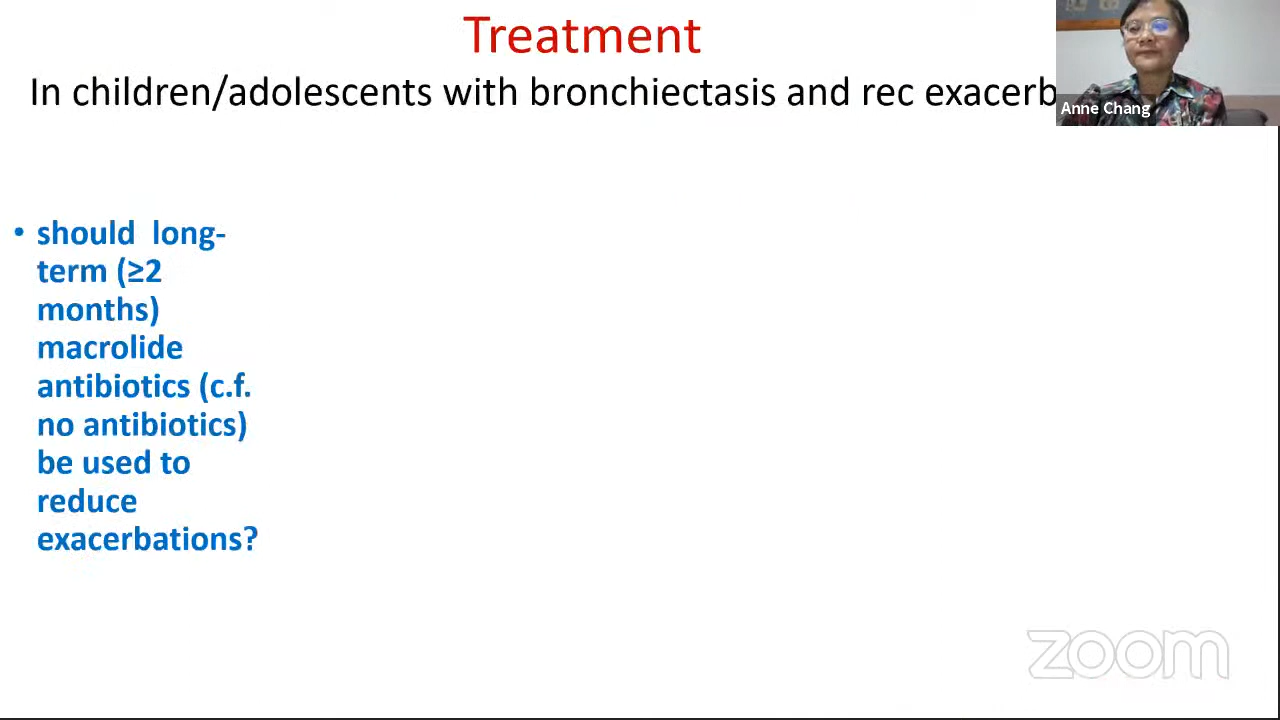 Treatment
In children/adolescents with bronchiectasis and rec exacerb
Anne Chang
• should long-
term (≥2
months)
macrolide
antibiotics (c.f.
no antibiotics)
be used to
reduce
exacerbations?
zoom